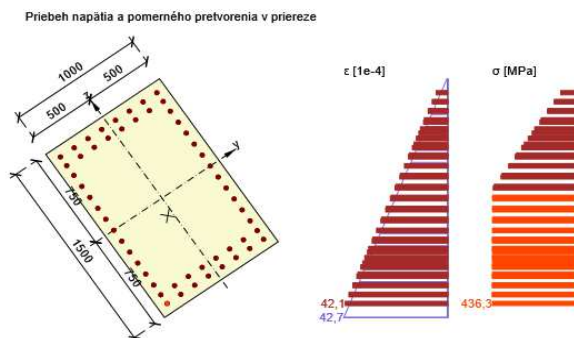 Priebeh napätia a pomerného pretvorenia v priereze
1000
500
500
z
y
750
1500
750
ε [1e-4]
σ [MPa]
42,1
42,7
436,3